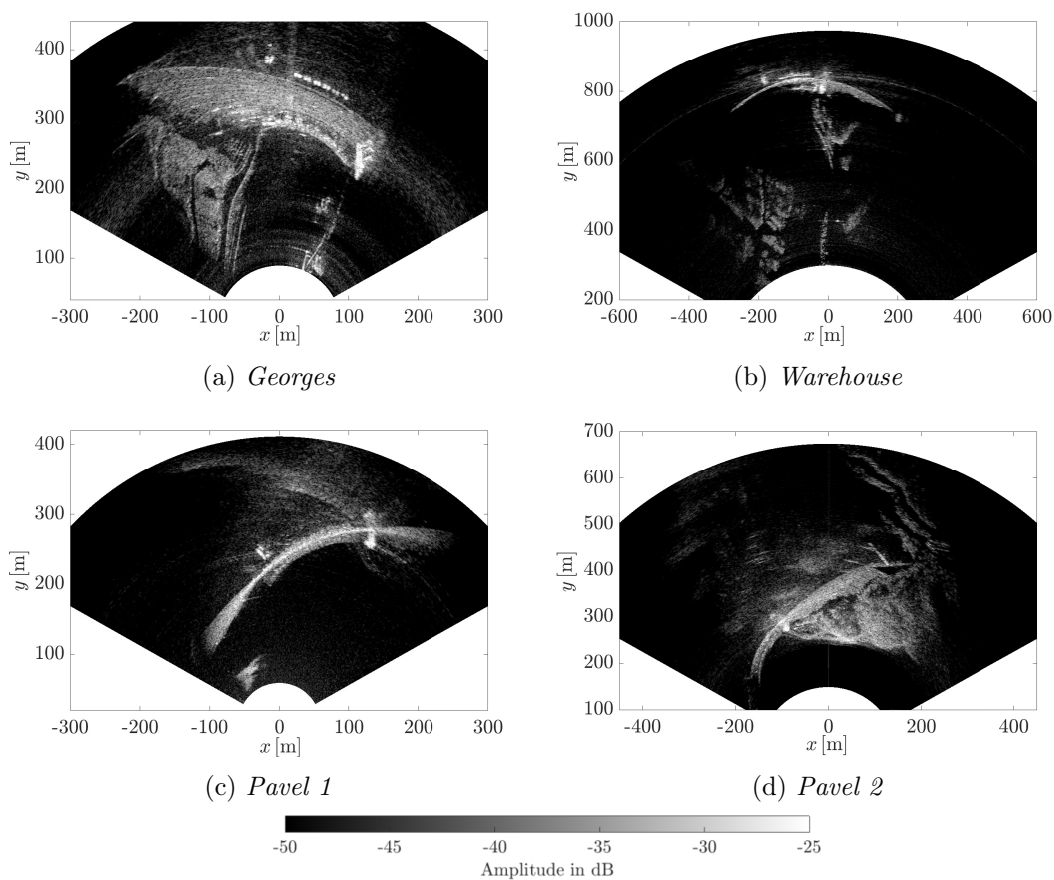 400
300
200
100
y [m]
-300 -200 -100 0 100 200 300
x [m]
(a) Georges
1000
800
600
400
200
y [m]
-600 -400 -200 0 200 400 600
x [m]
(b) Warehouse
400
300
200
100
y [m]
-300 -200 -100 0 100 200 300
x [m]
(c) Pavel 1
700
600
500
400
300
200
100
y [m]
-400 -200 0 200 400
x [m]
(d) Pavel 2
-50 -45 -40 -35 -30 -25
Amplitude in dB